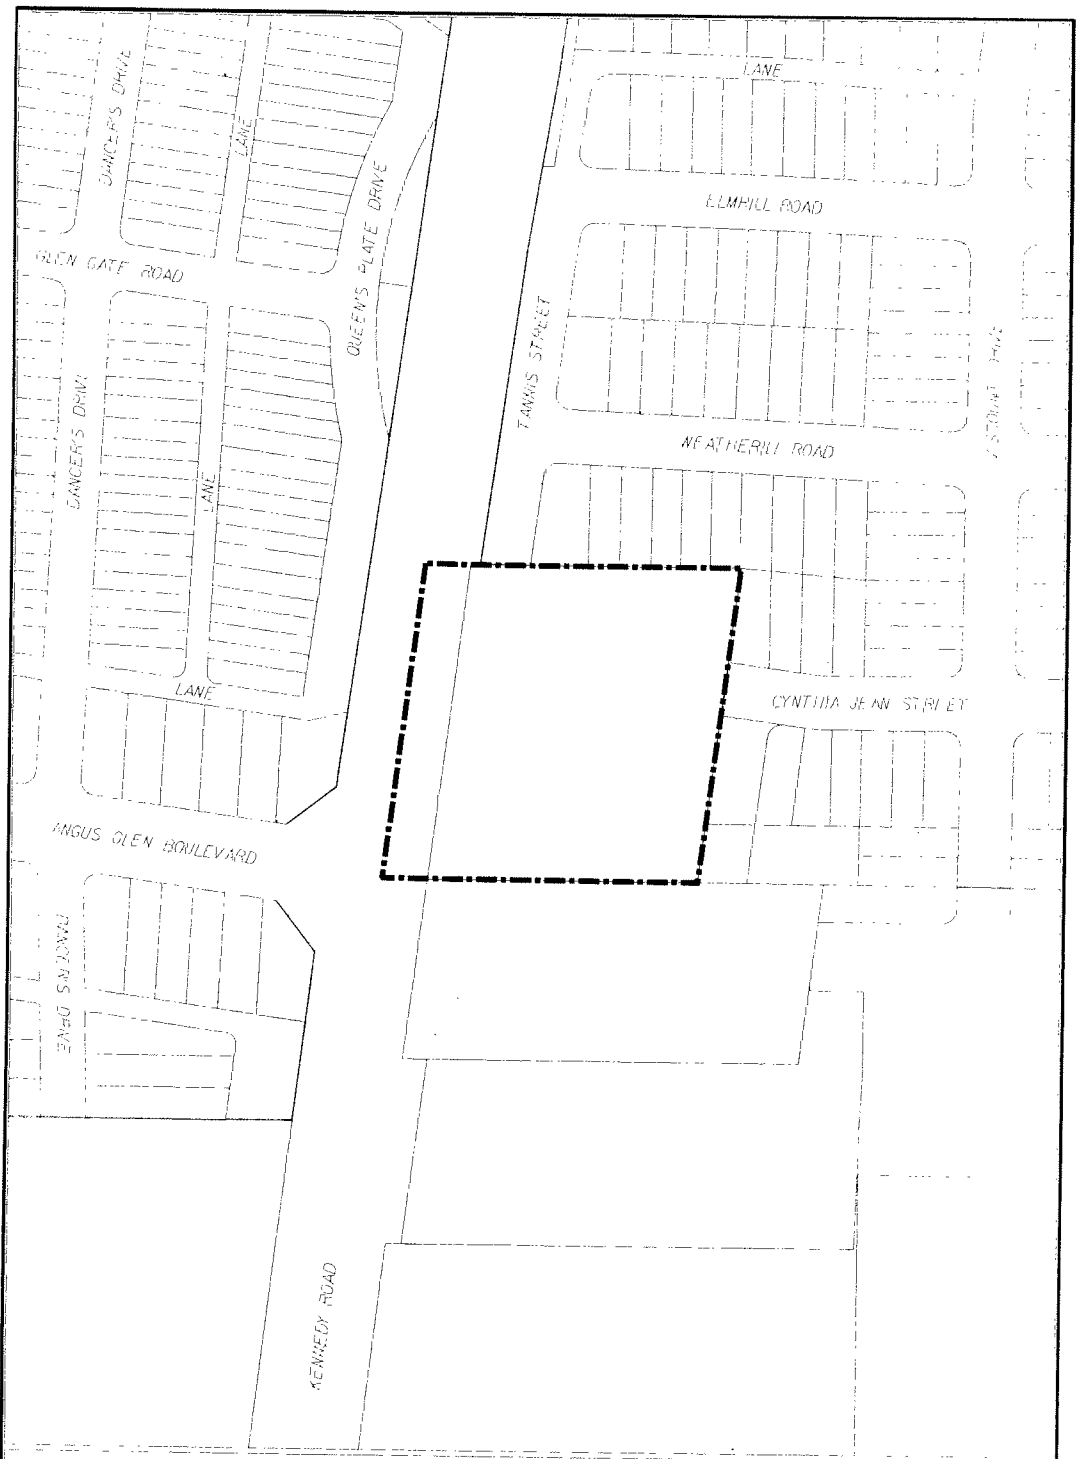 LANE
DANCER'S DRIVE
LANE
ELMHILL ROAD
QUEEN'S PLATE DRIVE
GLEN GATE ROAD
TANNIS STREET
DANCER'S DRIVE
WEATHERILL ROAD
LANE
LANE
CYNTHIA JEAN STREET
ANGUS GLEN BOULEVARD
DANCER'S DRIVE
KENNEDY ROAD